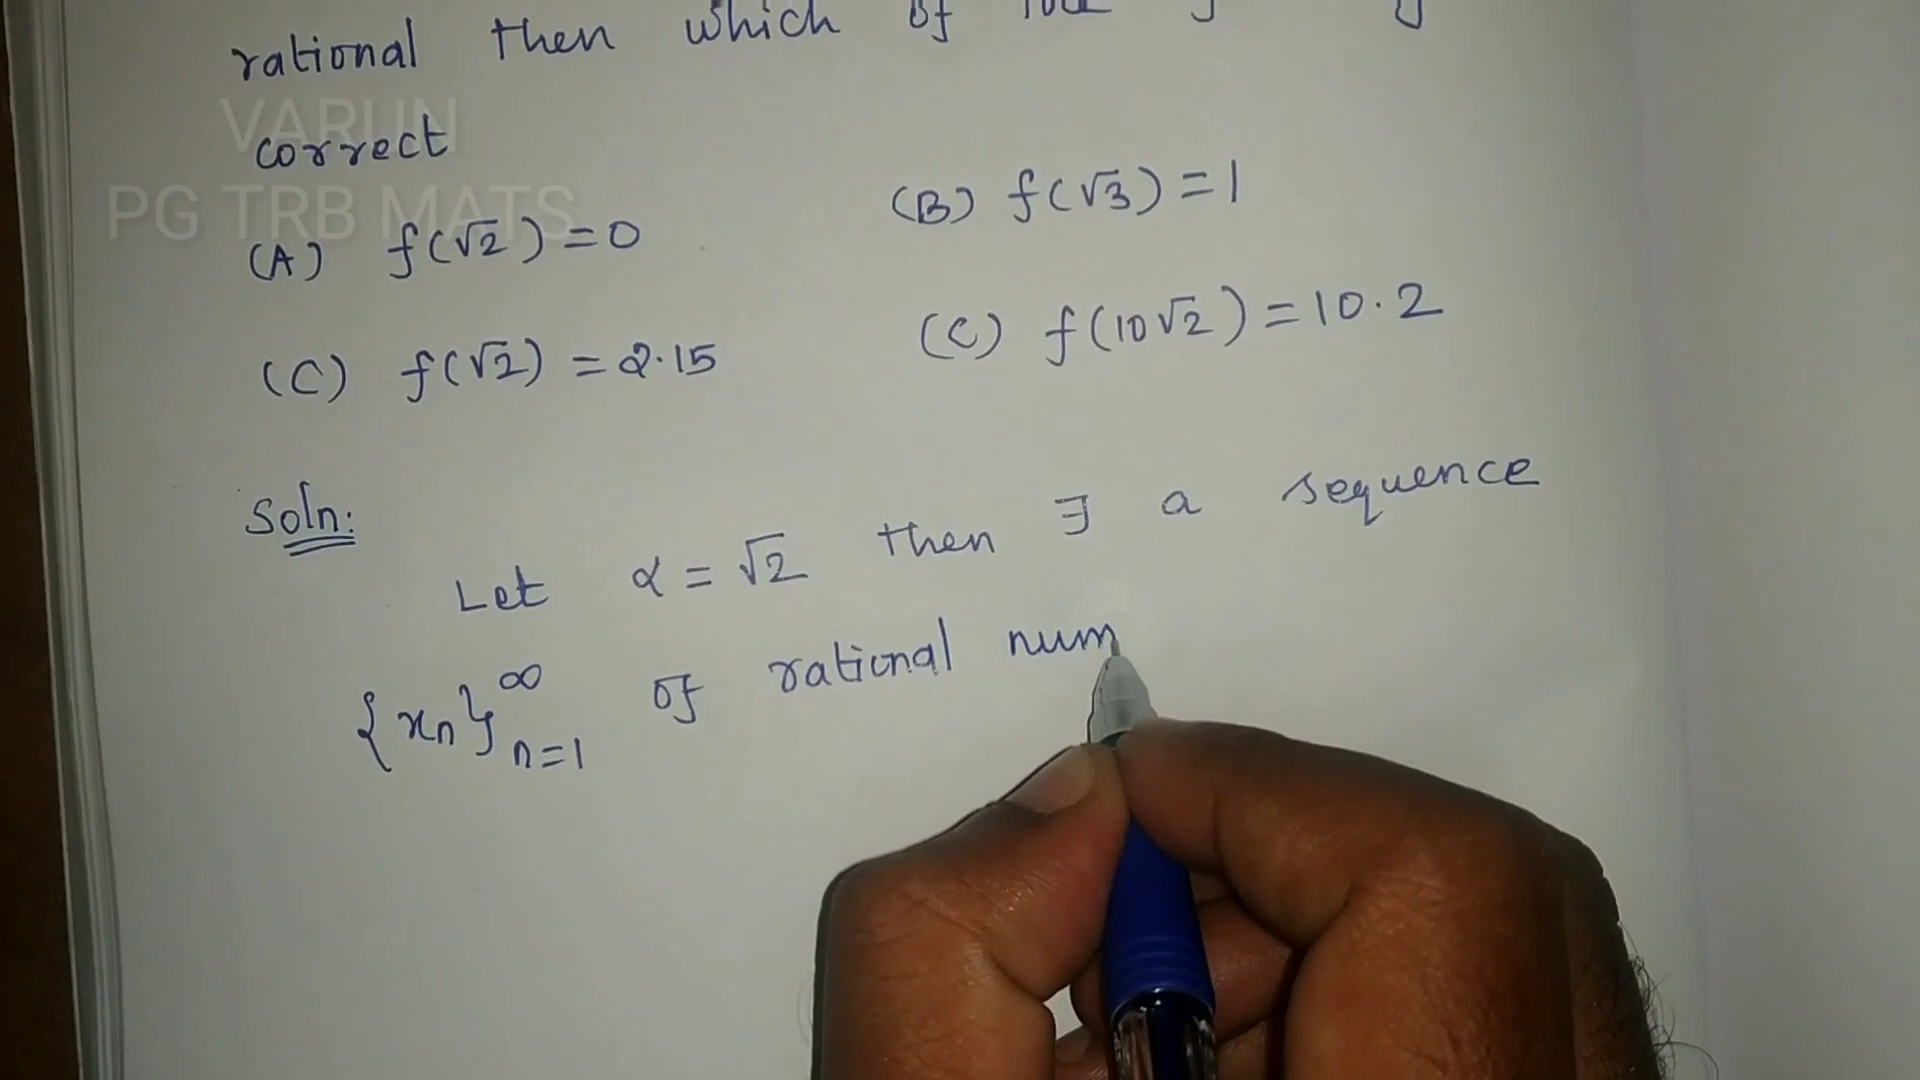 rational then which of
VARUN
correct
PG TRB MATS
(A) f(√2) = 0 (B) f(√3) = 1
(C) f(√2) = 2.15 (C) f(10√2) = 10.2
Soln:
Let α = √2 then ∃ a sequence
{xn}∞n=1 of rational num